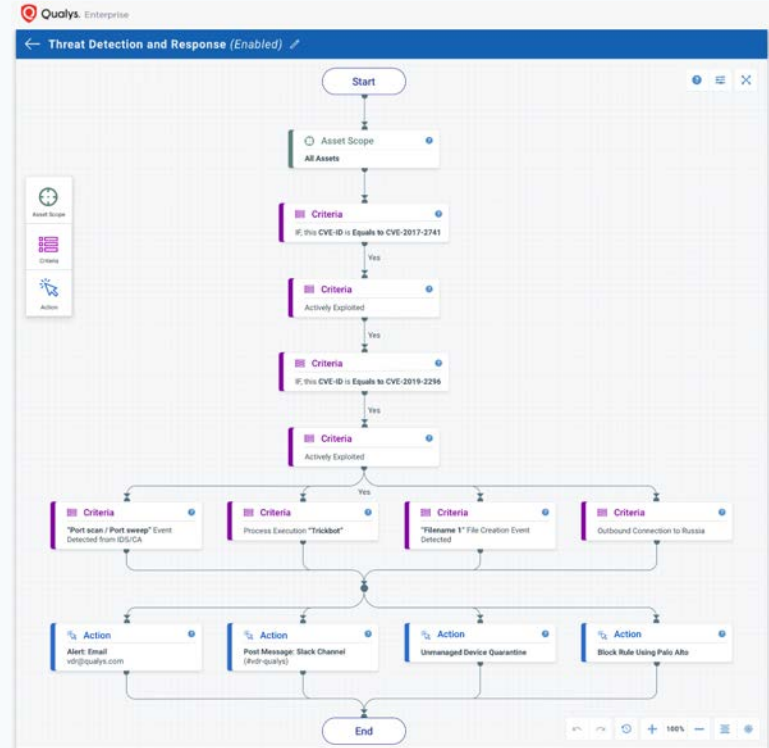 Qualys. Enterprise
Threat Detection and Response (Enabled)
Start
Asset Scope
All Assets
Asset Scope
Criteria
Action
Criteria
IF, this CVE-ID is Equals to CVE-2017-2741
Yes
Criteria
Actively Exploited
Yes
Criteria
IF, this CVE-ID is Equals to CVE-2019-2296
Yes
Criteria
Actively Exploited
Yes
Criteria
"Port scan / Port sweep" Event
Detected from IDS/CA
Criteria
Process Execution "Trickbot"
Criteria
"Filename 1" File Creation Event
Detected
Criteria
Outbound Connection to Russia
Action
Alert: Email
vdr@qualys.com
Action
Post Message: Slack Channel
(#vdr-qualys)
Action
Unmanaged Device Quarantine
Action
Block Rule Using Palo Alto
End
100%